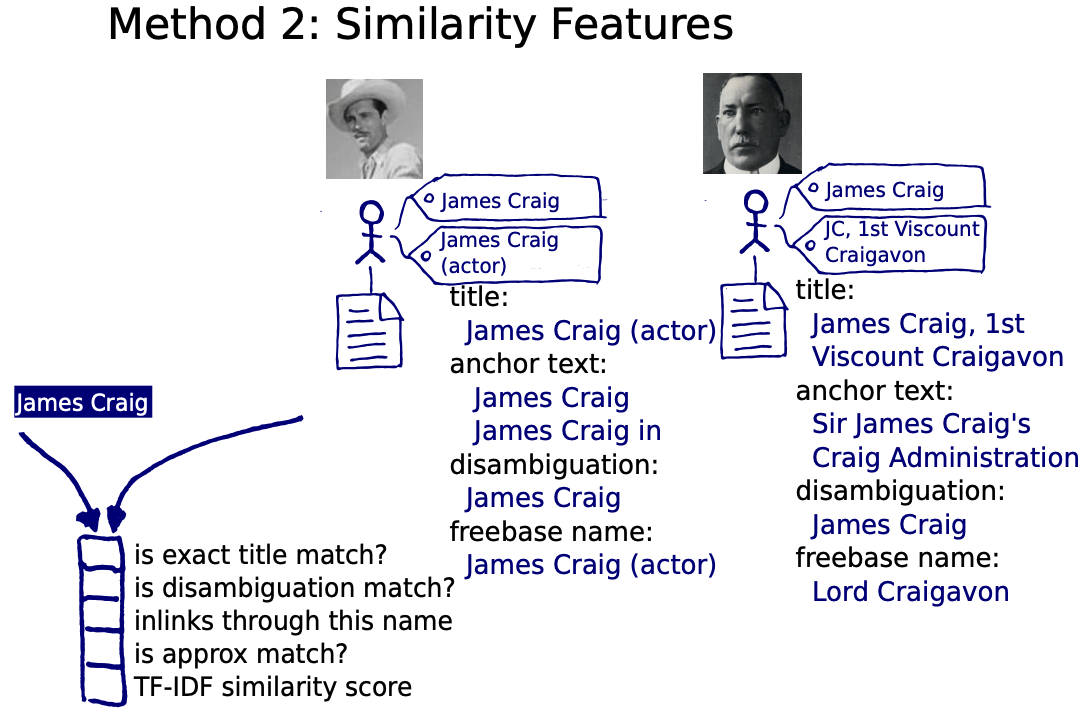 Method 2: Similarity Features
James Craig
James Craig
(actor)
title:
James Craig (actor)
anchor text:
James Craig
James Craig in
disambiguation:
James Craig
freebase name:
James Craig (actor)
James Craig
JC, 1st Viscount
Craigavon
title:
James Craig, 1st
Viscount Craigavon
anchor text:
Sir James Craig's
Craig Administration
disambiguation:
James Craig
freebase name:
Lord Craigavon
James Craig
is exact title match?
is disambiguation match?
inlinks through this name
is approx match?
TF-IDF similarity score